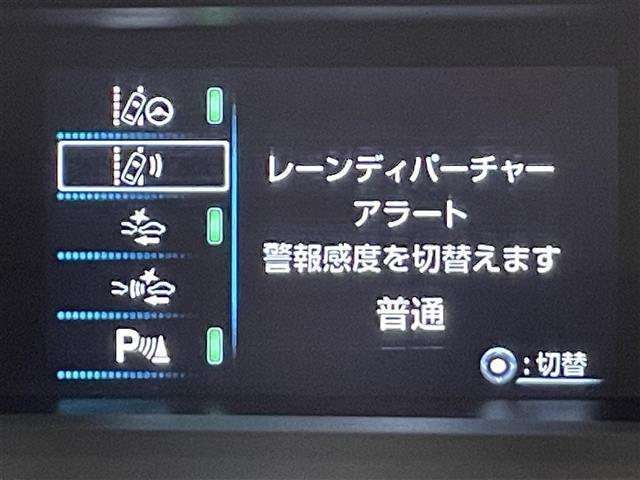 レーンディパーチャー
アラート
警報感度を切替えます
普通
P
:切替